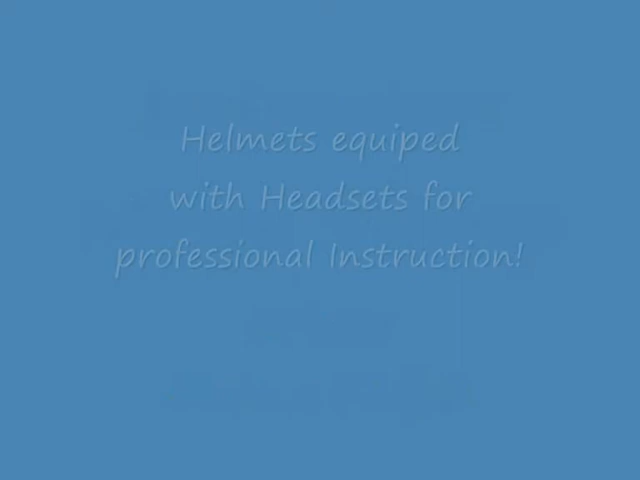 Helmets equiped
with Headsets for
professional Instruction!